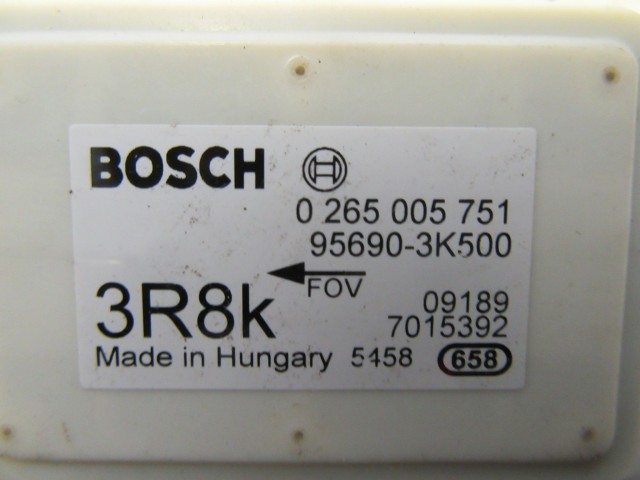 BOSCH
0 265 005 751
95690-3K500
FOV
3R8k
09189
7015392
Made in Hungary 5458 658